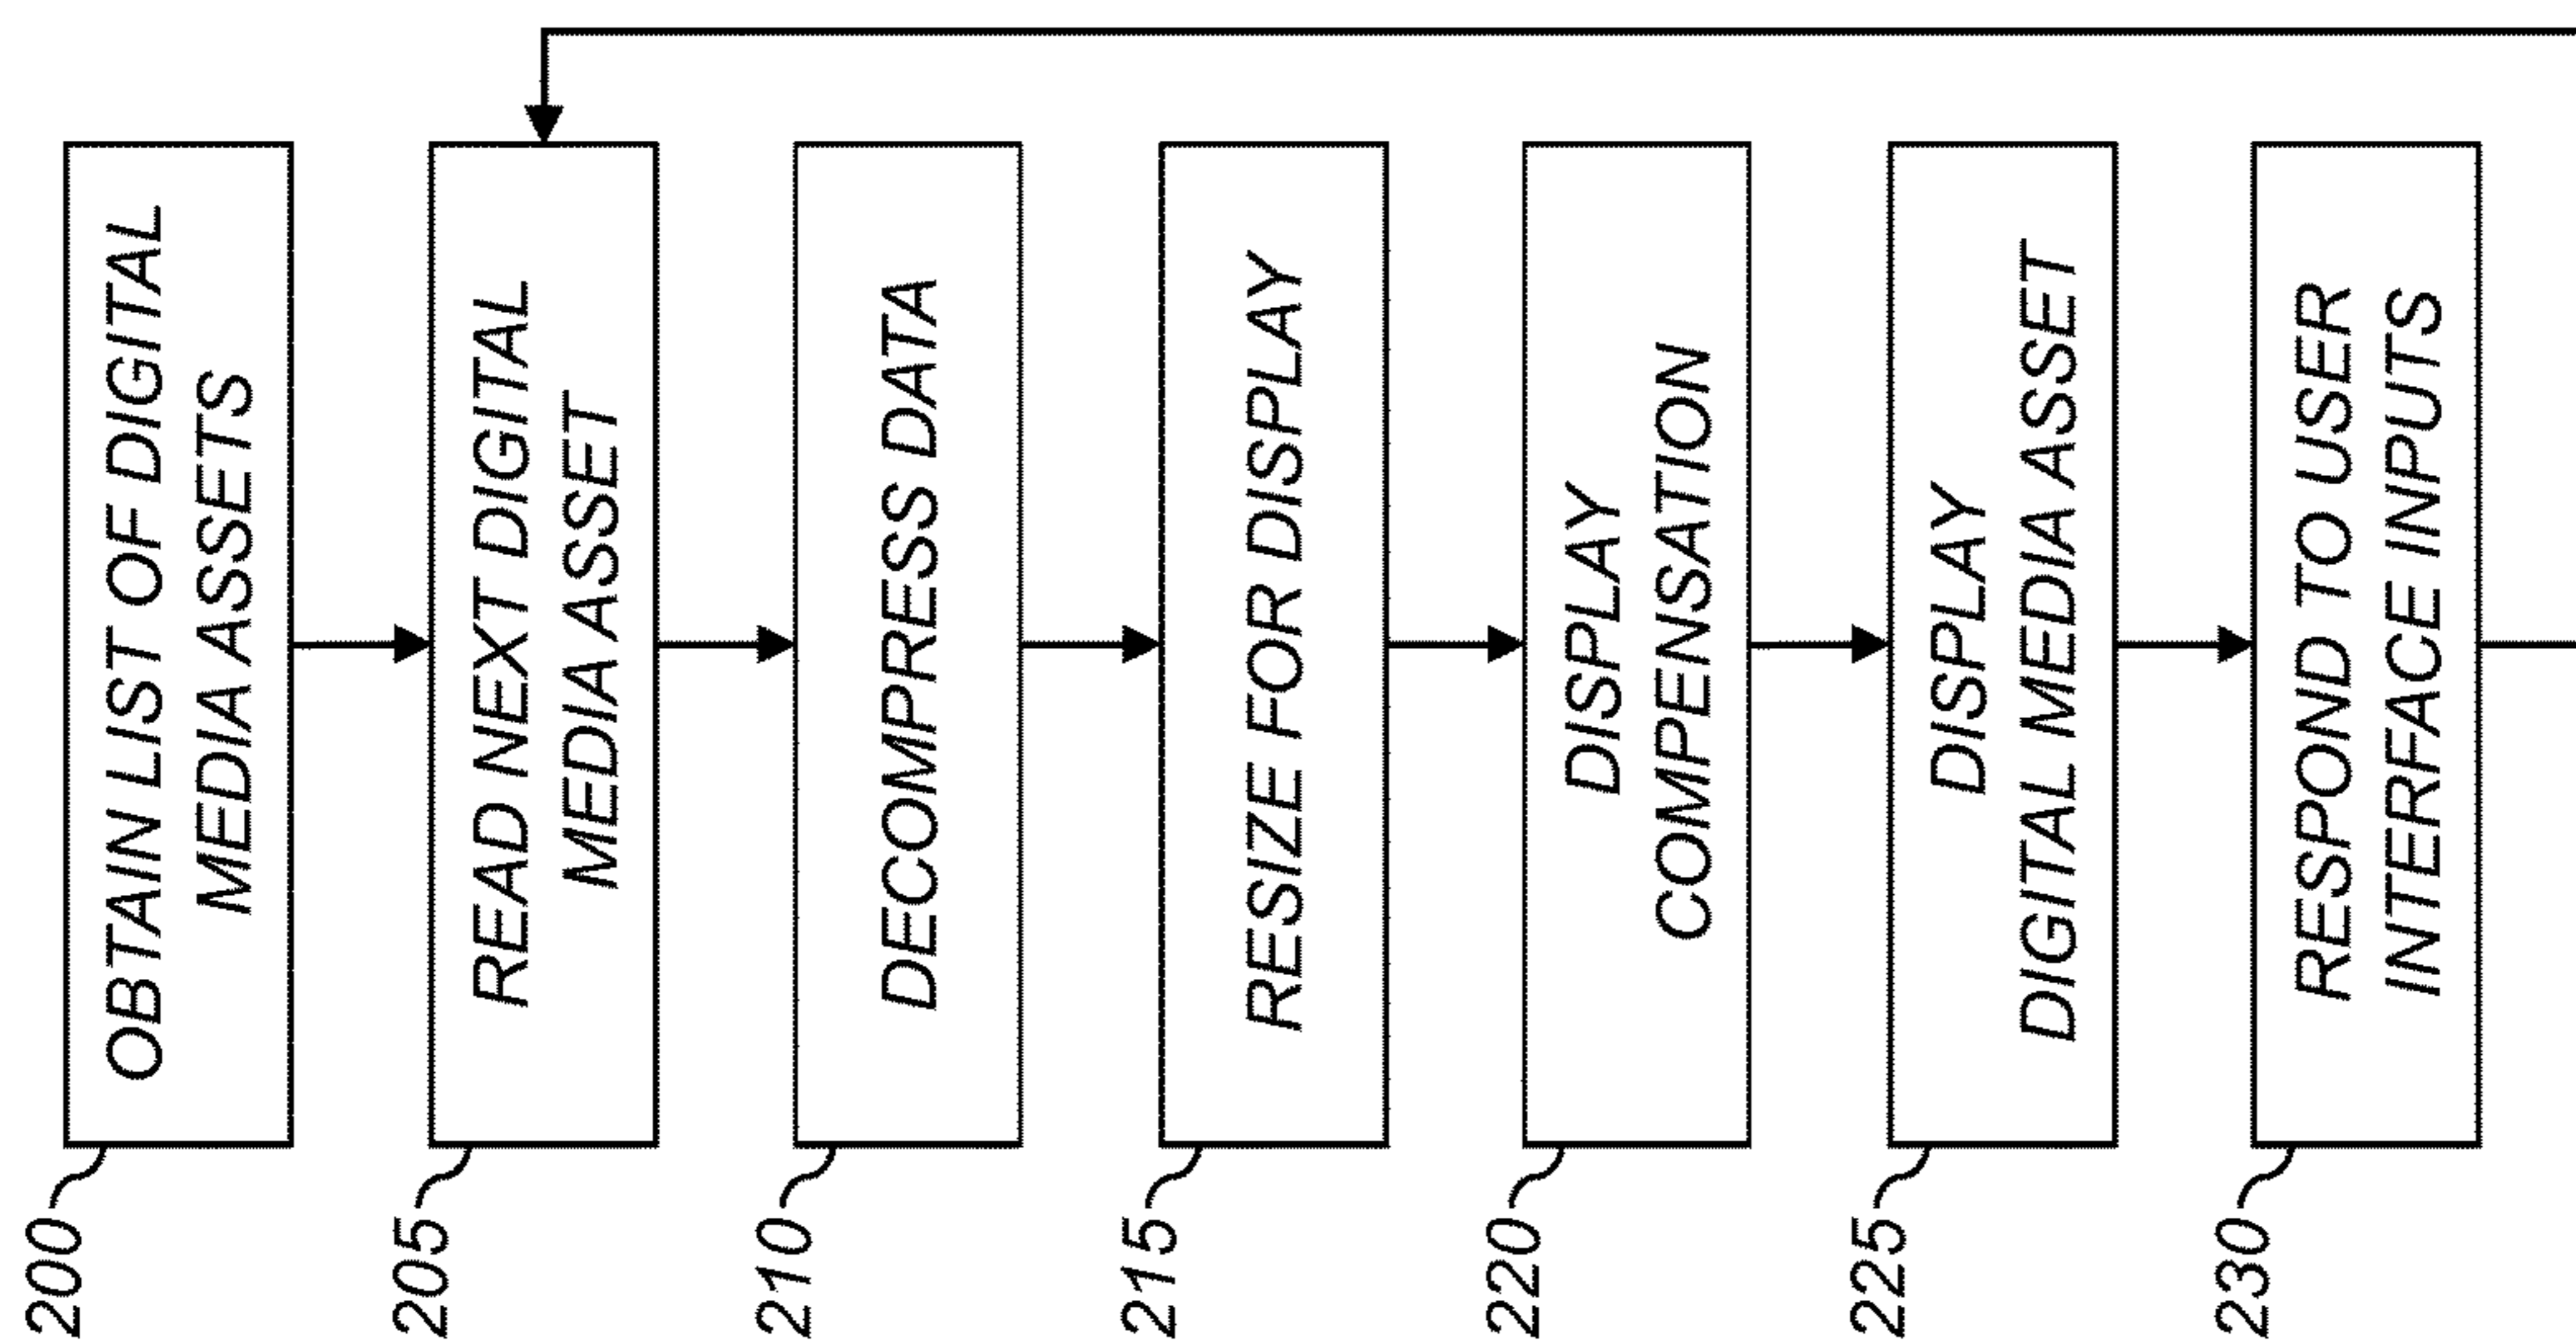 200
OBTAIN LIST OF DIGITAL
MEDIA ASSETS
205
READ NEXT DIGITAL
MEDIA ASSET
210
DECOMPRESS DATA
215
RESIZE FOR DISPLAY
220
DISPLAY
COMPENSATION
225
DISPLAY
DIGITAL MEDIA ASSET
230
RESPOND TO USER
INTERFACE INPUTS